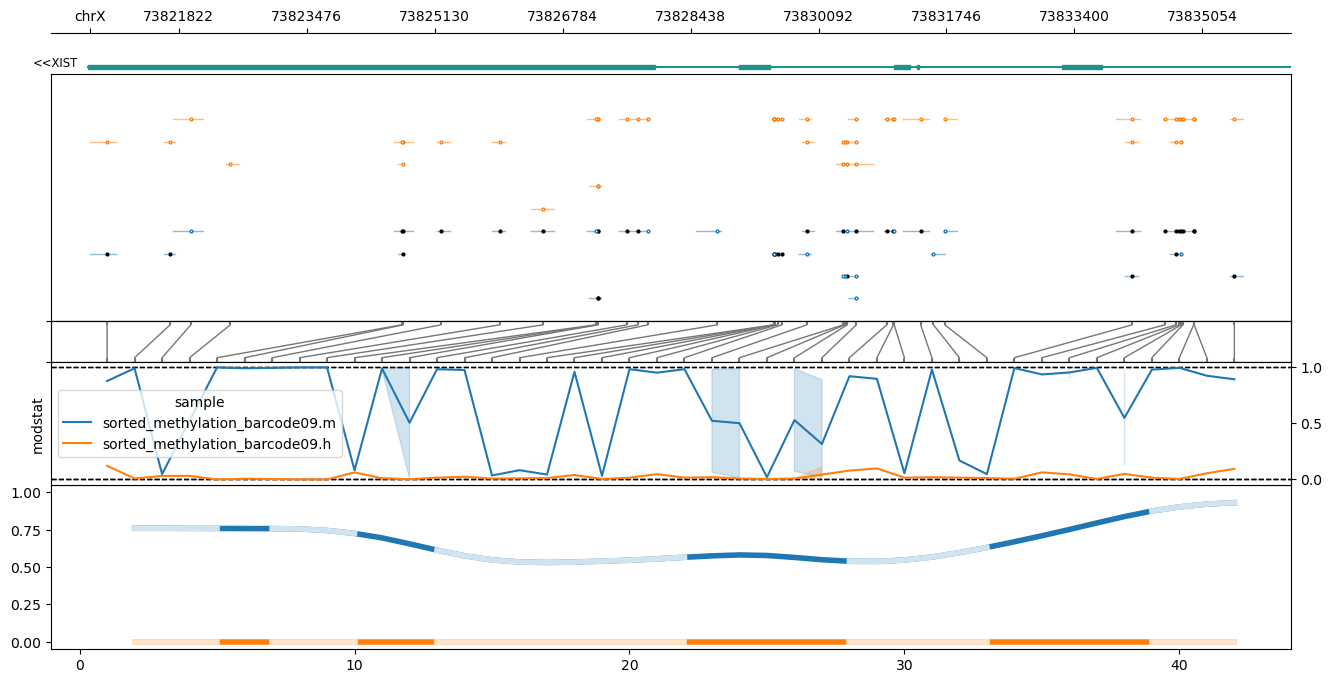 chrX 73821822 73823476 73825130 73826784 73828438 73830092 73831746 73833400 73835054
<<XIST
1.0
sample
sorted_methylation_barcode09.m
sorted_methylation_barcode09.h
modstat
0.5
0.0
1.00
0.75
0.50
0.25
0.00
0 10 20 30 40